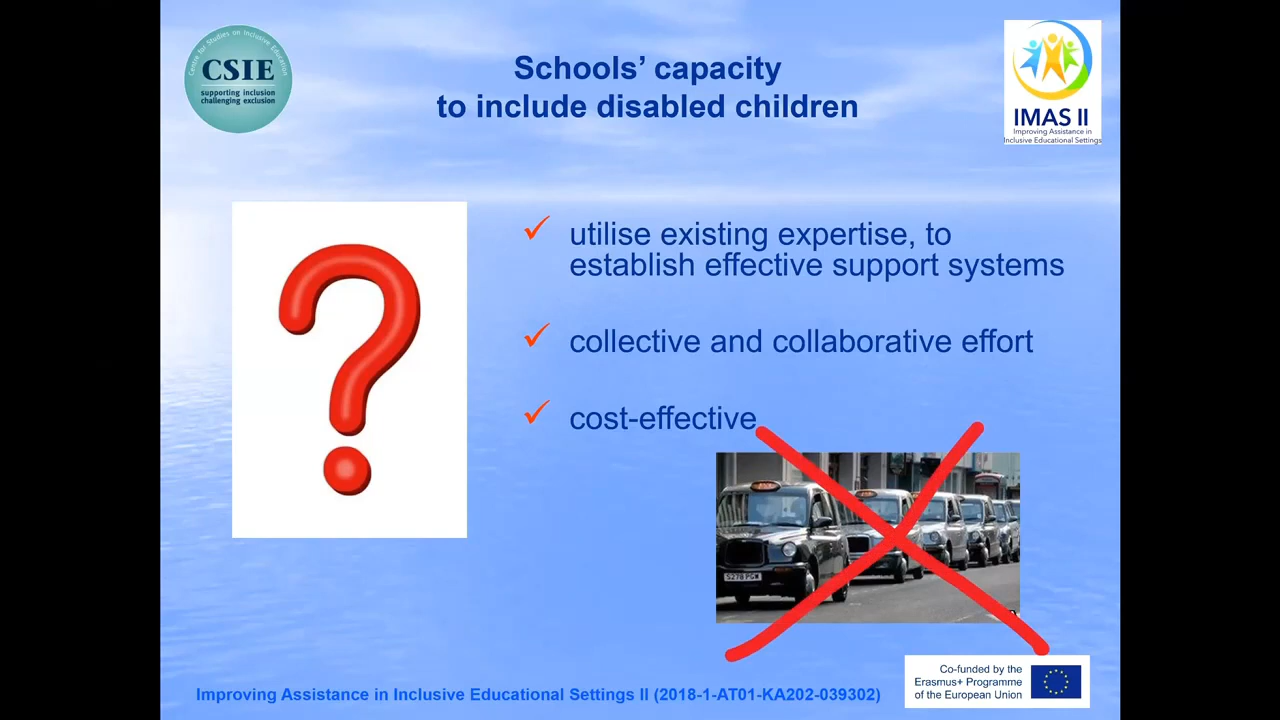 Centre for Studies on Inclusive Education
CSIE
supporting inclusion
challenging exclusion
Schools’ capacity
to include disabled children
IMAS II
Improving Assistance in
Inclusive Educational Settings
✓ utilise existing expertise, to
establish effective support systems
✓ collective and collaborative effort
✓ cost-effective
S278 PGW
Co-funded by the
Erasmus+ Programme
of the European Union
Improving Assistance in Inclusive Educational Settings II (2018-1-AT01-KA202-039302)